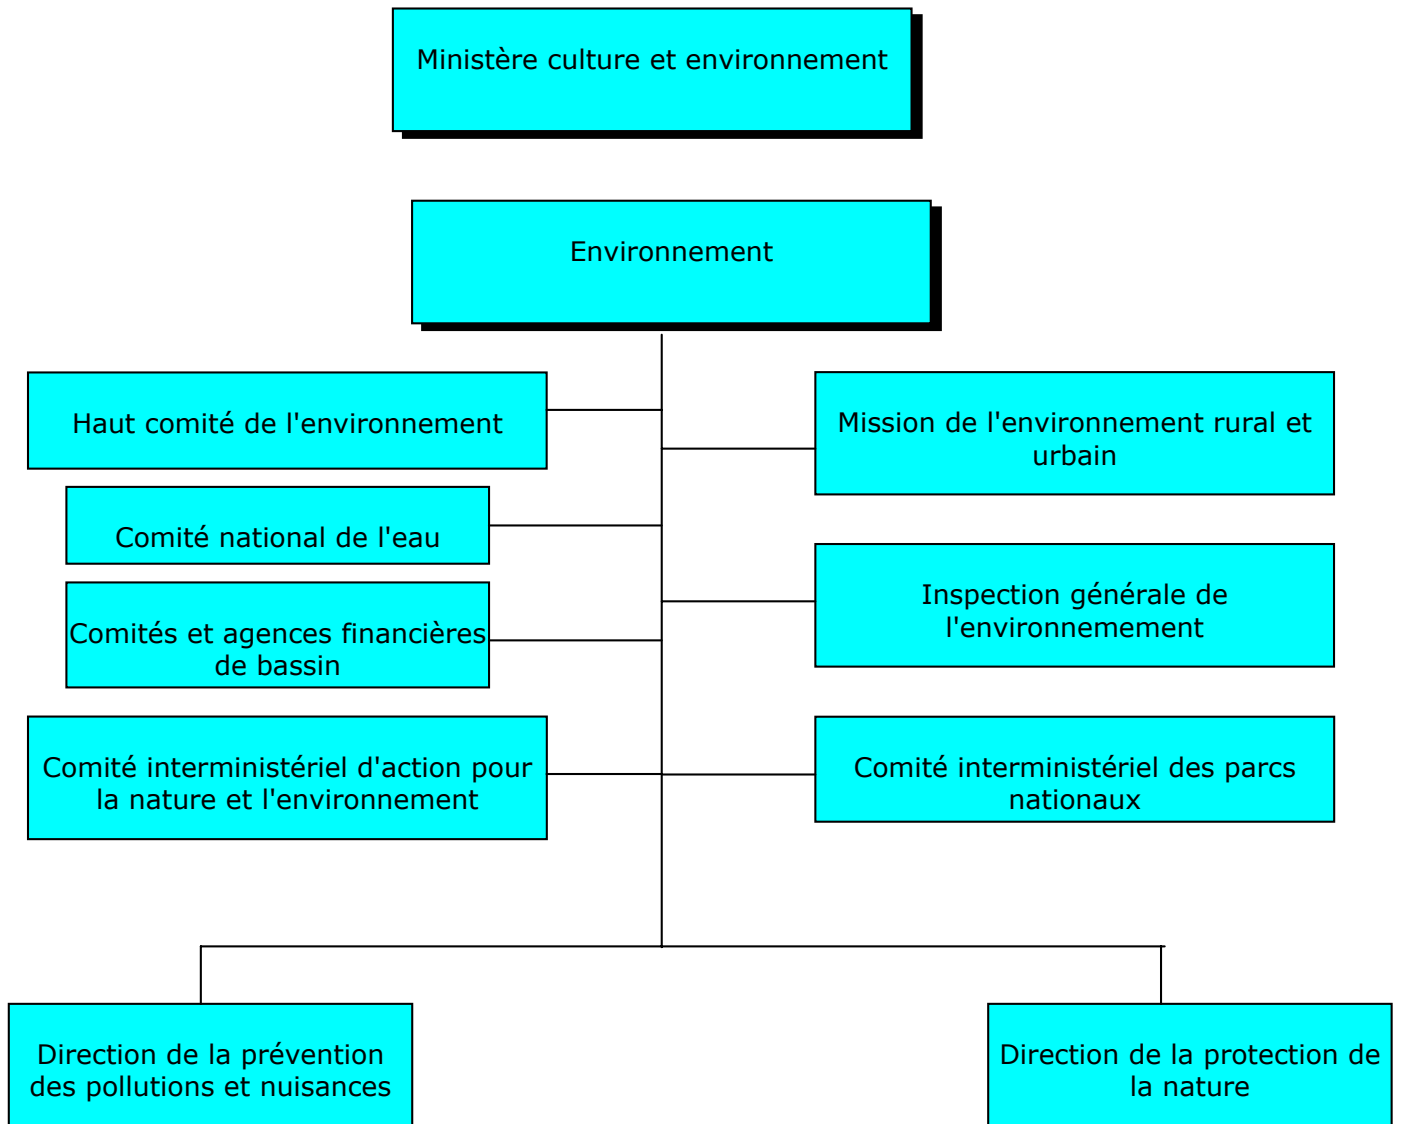 Ministère culture et environnement
Environnement
Haut comité de l'environnement
Mission de l'environnement rural et
urbain
Comité national de l'eau
Inspection générale de
l'environnemement
Comités et agences financières
de bassin
Comité interministériel d'action pour
la nature et l'environnement
Comité interministériel des parcs
nationaux
Direction de la prévention
des pollutions et nuisances
Direction de la protection de
la nature